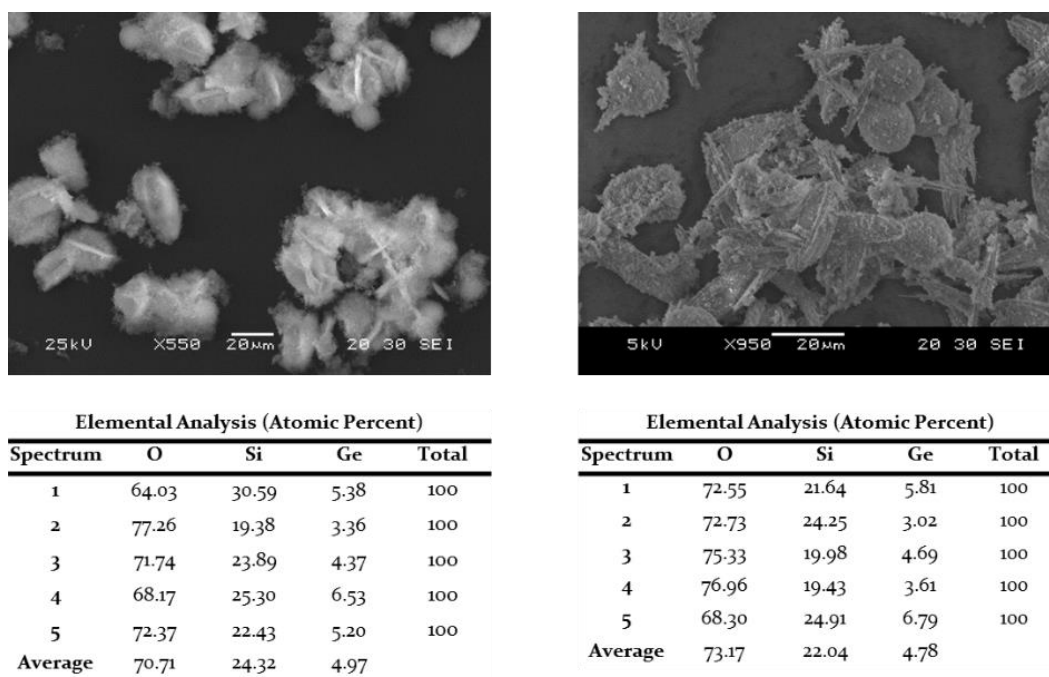 25kV X550 20µm 20 30 SEI
5kV X950 20µm 20 30 SEI
Elemental Analysis (Atomic Percent)
Spectrum O Si Ge Total
1 64.03 30.59 5.38 100
2 77.26 19.38 3.36 100
3 71.74 23.89 4.37 100
4 68.17 25.30 6.53 100
5 72.37 22.43 5.20 100
Average 70.71 24.32 4.97
Elemental Analysis (Atomic Percent)
Spectrum O Si Ge Total
1 72.55 21.64 5.81 100
2 72.73 24.25 3.02 100
3 75.33 19.98 4.69 100
4 76.96 19.43 3.61 100
5 68.30 24.91 6.79 100
Average 73.17 22.04 4.78